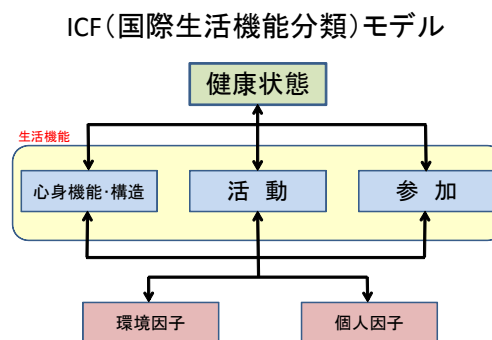 ICF(国際生活機能分類)モデル
健康状態
生活機能
心身機能･構造
活 動
参 加
環境因子
個人因子